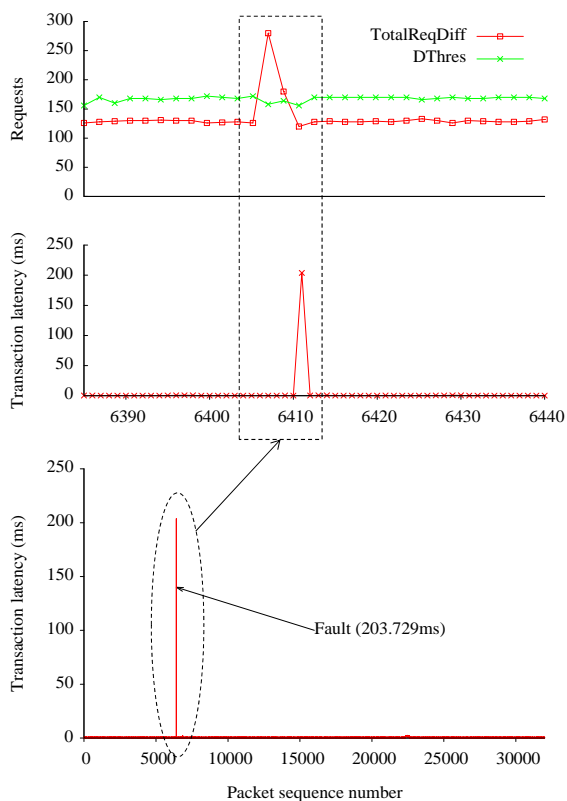 TotalReqDiff
DThres
Requests
300
250
200
150
100
50
0
Transaction latency (ms)
250
200
150
100
50
0
6390 6400 6410 6420 6430 6440
Transaction latency (ms)
250
200
150
100
50
0
Fault (203.729ms)
0 5000 10000 15000 20000 25000 30000
Packet sequence number